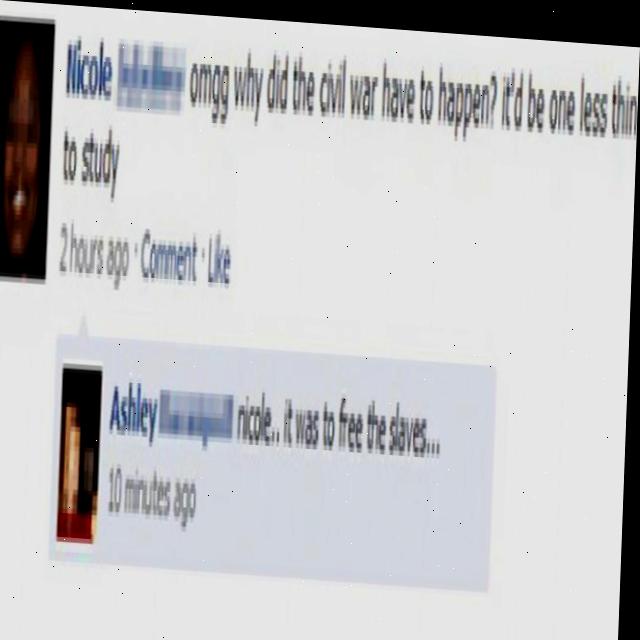 Nicole omgg why did the civil war have to happen? It'd be one less thin
to study
2 hours ago · Comment · Like
Ashley nicole.. it was to free the slaves...
10 minutes ago